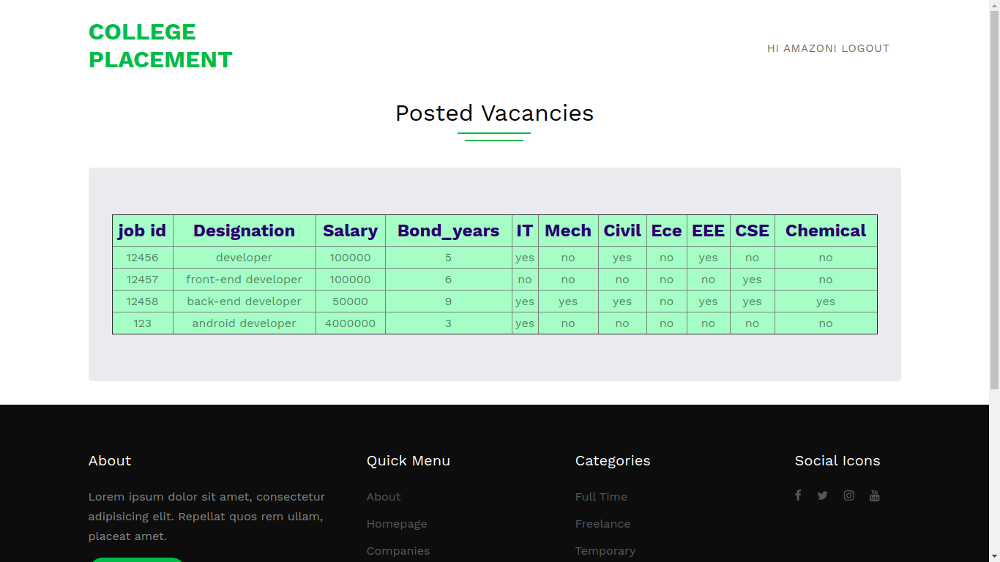 COLLEGE
PLACEMENT
HI AMAZON! LOGOUT
Posted Vacancies
job id Designation Salary Bond_years IT Mech Civil Ece EEE CSE Chemical
12456 developer 100000 5 yes no yes no yes no no
12457 front-end developer 100000 6 no no no no no yes no
12458 back-end developer 50000 9 yes yes yes no yes yes yes
123 android developer 4000000 3 yes no no no no no no
About
Lorem ipsum dolor sit amet, consectetur
adipisicing elit. Repellat quos rem ullam,
placeat amet.
Quick Menu
About
Homepage
Companies
Categories
Full Time
Freelance
Temporary
Social Icons